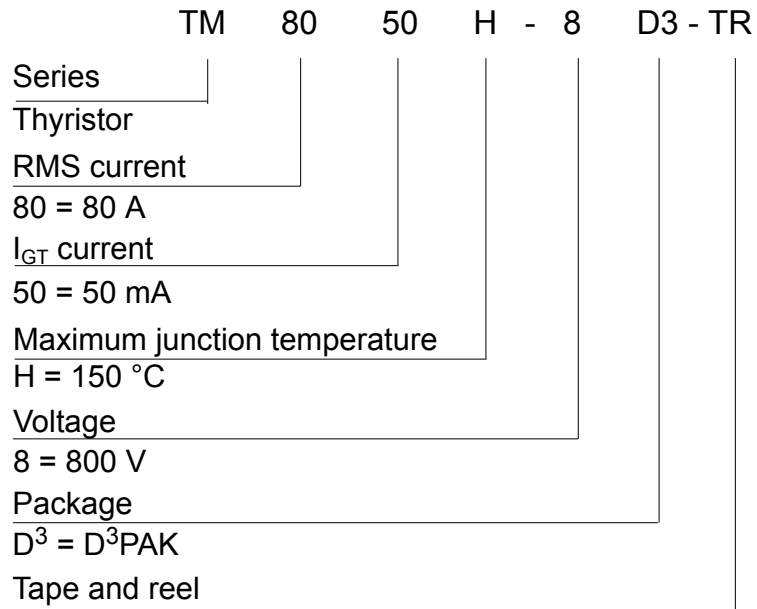 TM 80 50 H - 8 D3 - TR
Series
Thyristor
RMS current
80 = 80 A
I_GT current
50 = 50 mA
Maximum junction temperature
H = 150 °C
Voltage
8 = 800 V
Package
D³ = D³PAK
Tape and reel